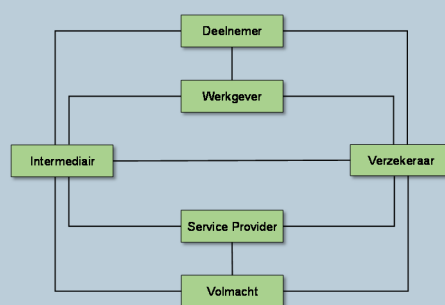 Deelnemer
Werkgever
Intermediair
Verzekeraar
Service Provider
Volmacht